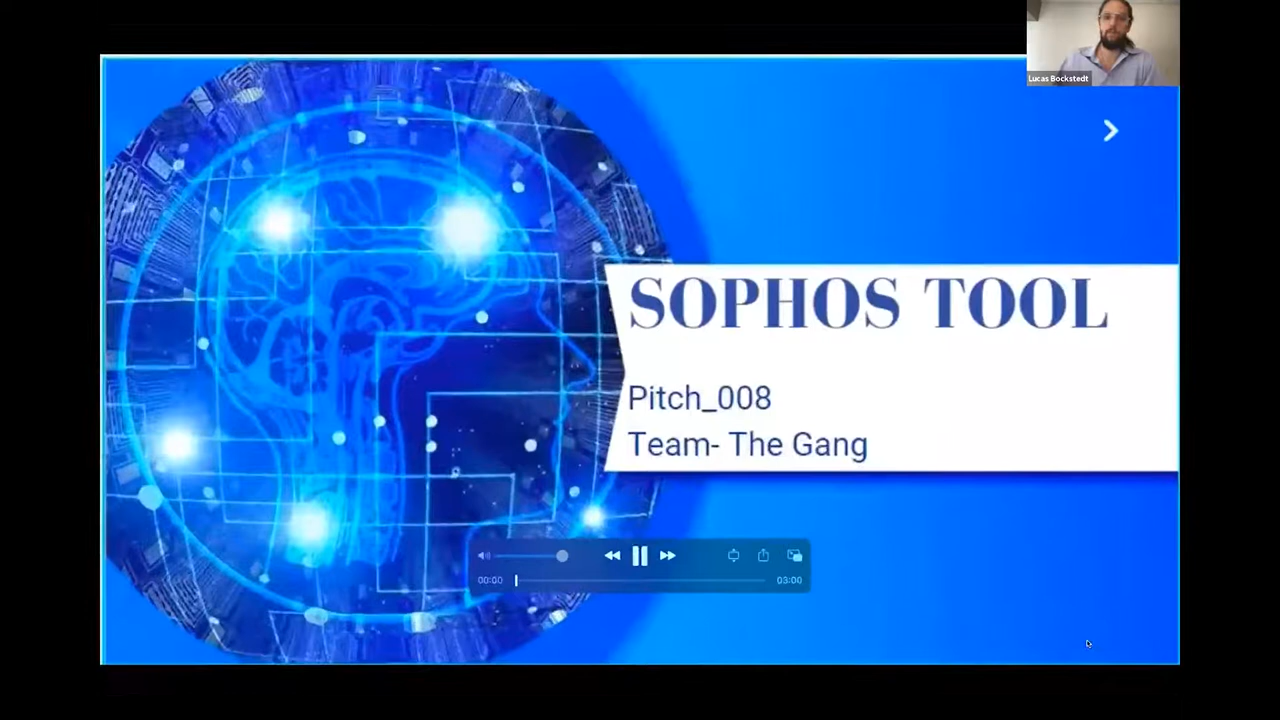 Lucas Bockstedt
SOPHOS TOOL
Pitch_008
Team- The Gang
00:00
03:00